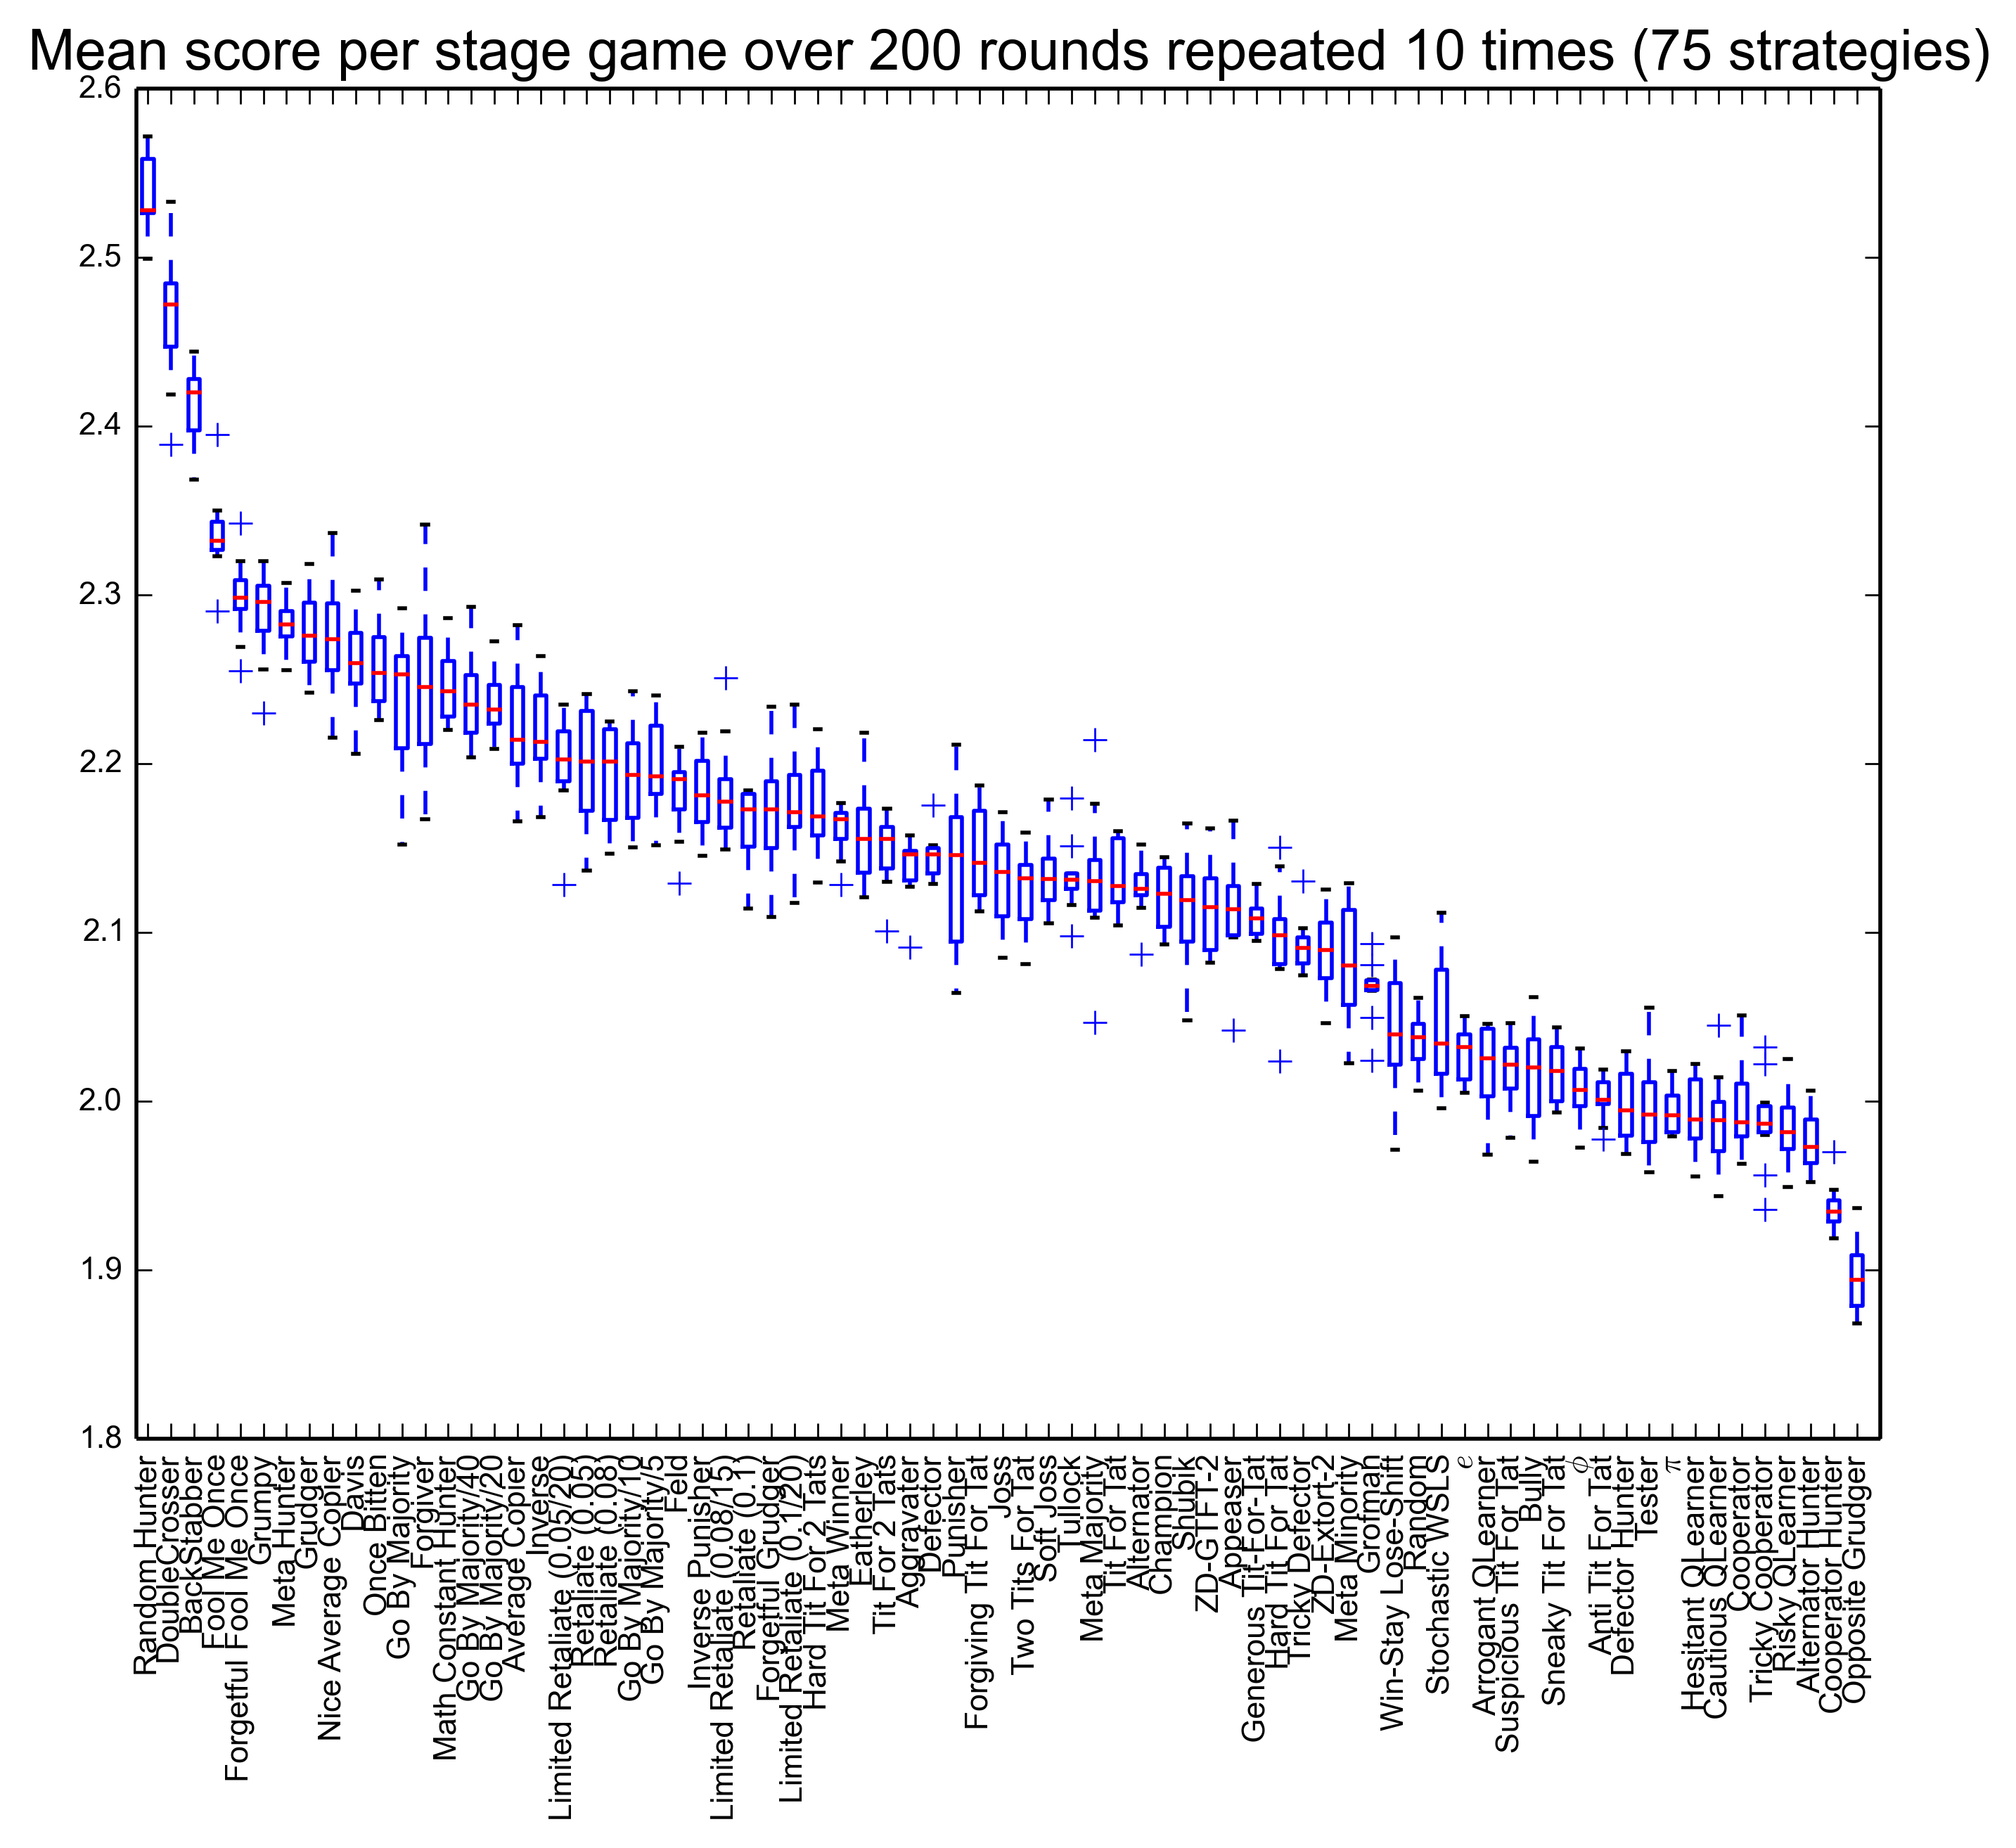 Mean score per stage game over 200 rounds repeated 10 times (75 strategies)
2.6
2.5
2.4
2.3
2.2
2.1
2.0
1.9
1.8
Random Hunter
DoubleCrosser
BackStabber
Fool Me Once
Forgetful Fool Me Once
Grumpy
Meta Hunter
Grudger
Nice Average Copier
Davis
Once Bitten
Go By Majority
Forgiver
Math Constant Hunter
Go By Majority/40
Go By Majority/20
Average Copier
Inverse
Limited Retaliate (0.05/20)
Retaliate (0.05)
Retaliate (0.08)
Go By Majority/10
Go By Majority/5
Feld
Inverse Punisher
Limited Retaliate (0.08/15)
Retaliate (0.1)
Forgetful Grudger
Limited Retaliate (0.1/20)
Hard Tit For 2 Tats
Meta Winner
Eatherley
Tit For 2 Tats
Aggravater
Defector
Punisher
Forgiving Tit For Tat
Joss
Two Tits For Tat
Soft Joss
Tullock
Meta Majority
Tit For Tat
Alternator
Champion
Shubik
ZD-GTFT-2
Appeaser
Generous Tit-For-Tat
Hard Tit For Tat
Tricky Defector
ZD-Extort-2
Meta Minority
Grofman
Win-Stay Lose-Shift
Random
Stochastic WSLS
e
Arrogant QLearner
Suspicious Tit For Tat
Bully
Sneaky Tit For Tat
ϕ
Anti Tit For Tat
Defector Hunter
Tester
π
Hesitant QLearner
Cautious QLearner
Cooperator
Tricky Cooperator
Risky QLearner
Alternator Hunter
Cooperator Hunter
Opposite Grudger